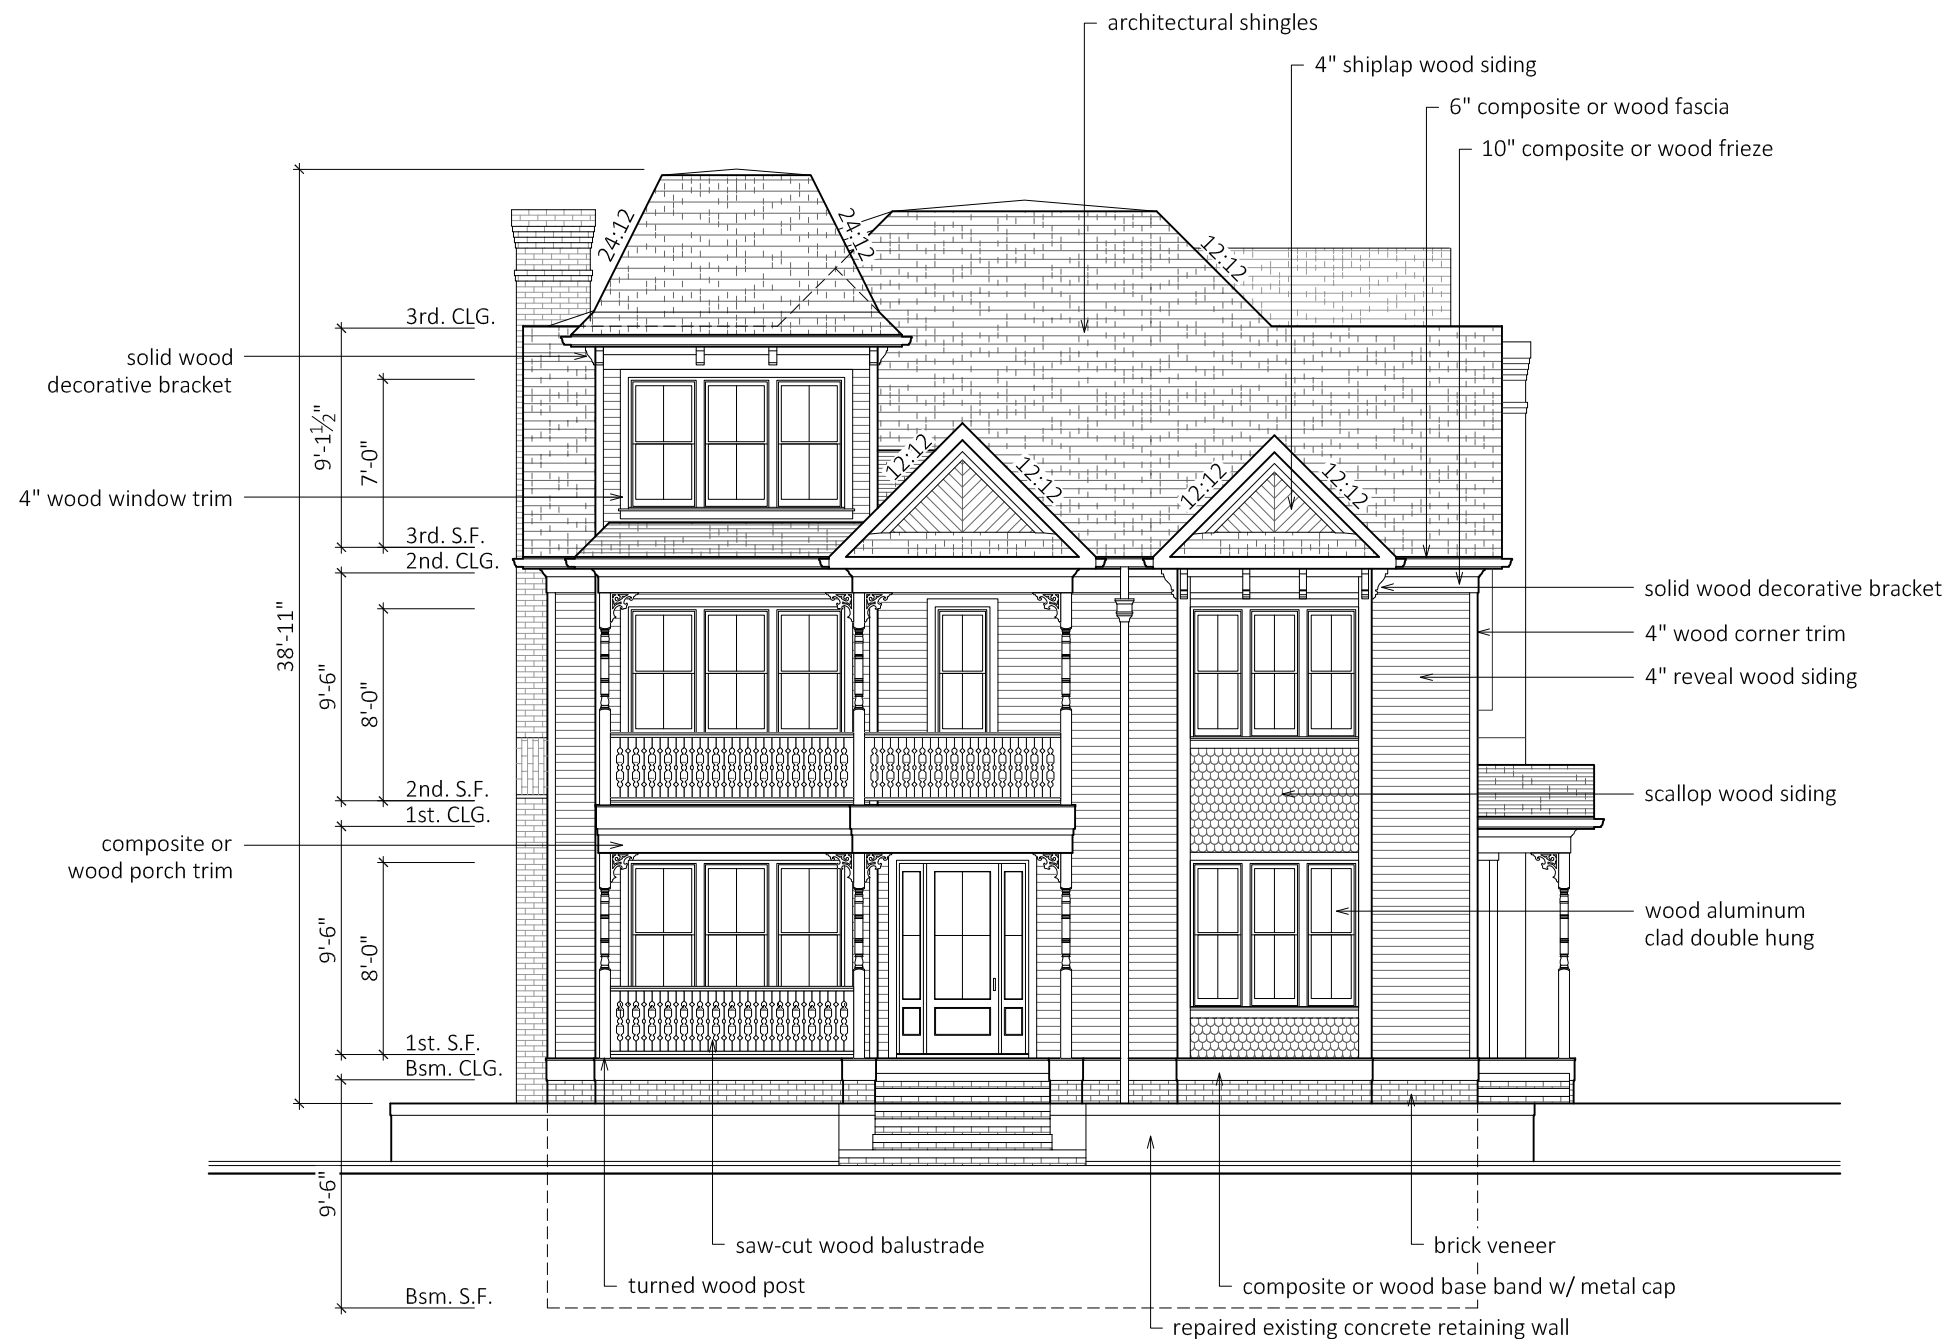 architectural shingles
4" shiplap wood siding
6" composite or wood fascia
10" composite or wood frieze
24:12
24:12
12:12
3rd. CLG.
solid wood
decorative bracket
9'-1½"
7'-0"
12:12
12:12
12:12
12:12
4" wood window trim
3rd. S.F.
2nd. CLG.
38'-11"
9'-6"
8'-0"
solid wood decorative bracket
4" wood corner trim
4" reveal wood siding
2nd. S.F.
1st. CLG.
scallop wood siding
composite or
wood porch trim
9'-6"
8'-0"
wood aluminum
clad double hung
1st. S.F.
Bsm. CLG.
9'-6"
saw-cut wood balustrade
brick veneer
turned wood post
composite or wood base band w/ metal cap
Bsm. S.F.
repaired existing concrete retaining wall